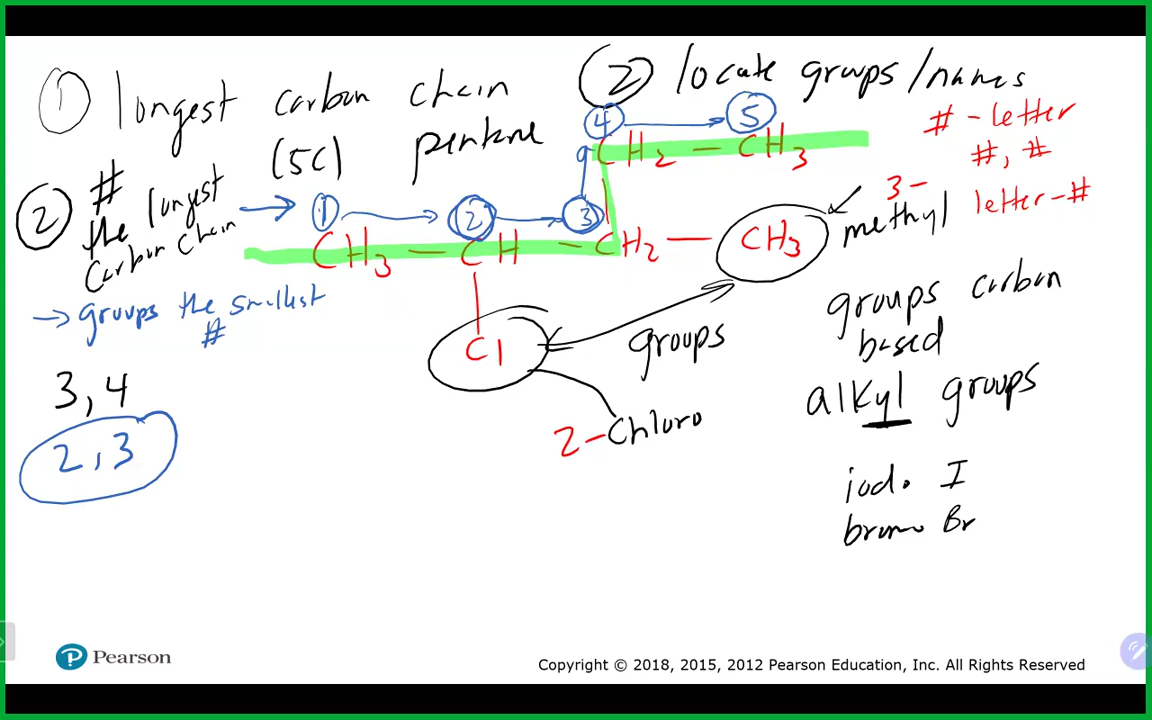 ① longest carbon chain
(5C) pentane
② #
the longest
Carbon Chain
→ groups the smallest
#
3, 4
2, 3
② locate groups/names
# - letter
#, #
letter - #
④ → ⑤
CH2 — CH3
① → ② → ③
CH3 — CH — CH2 — CH3
3-
methyl
Cl
groups
2-Chloro
groups carbon
based
alkyl groups
iodo I
bromo Br
Pearson
Copyright © 2018, 2015, 2012 Pearson Education, Inc. All Rights Reserved